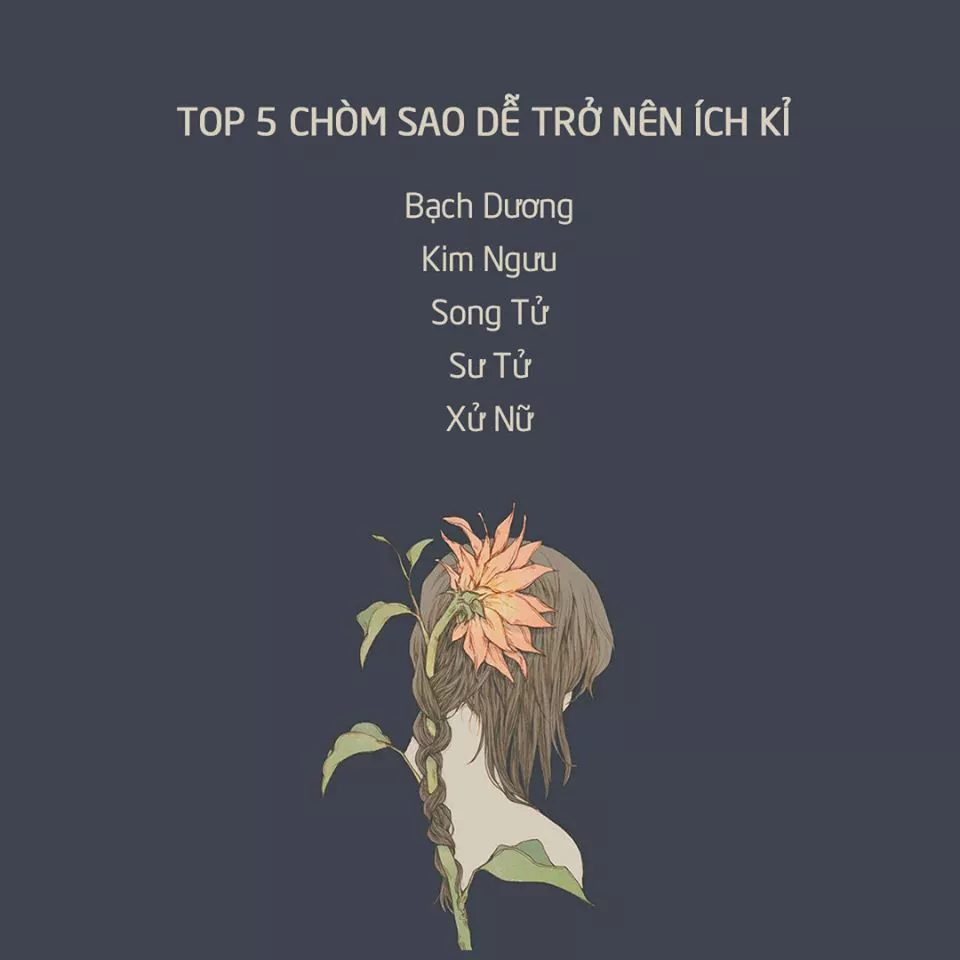 TOP 5 CHÒM SAO DỄ TRỞ NÊN ÍCH KỈ
Bạch Dương
Kim Ngưu
Song Tử
Sư Tử
Xử Nữ